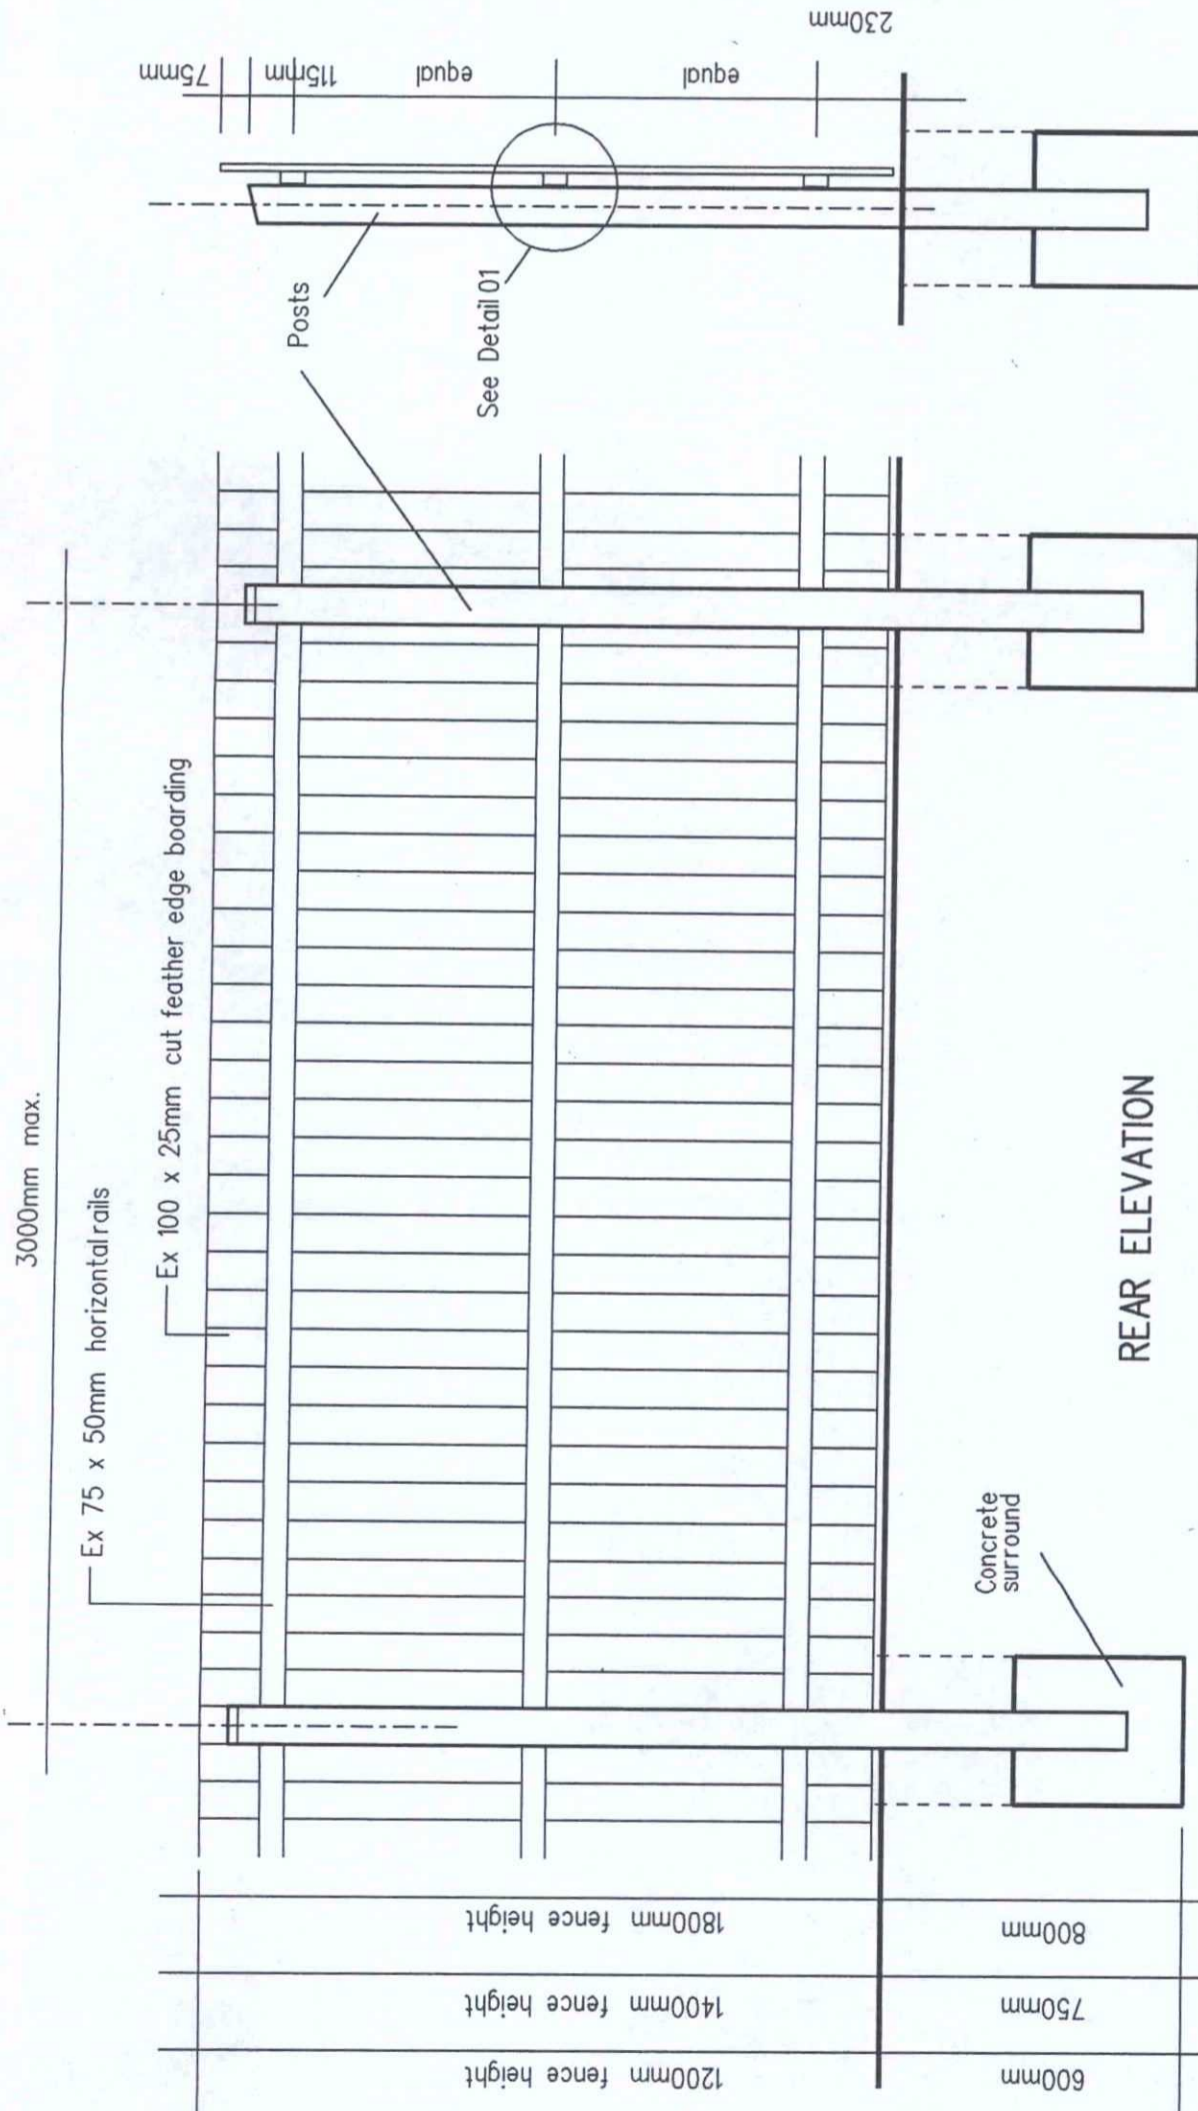 230mm
75mm
115mm
equal
equal
Posts
See Detail 01
3000mm max.
Ex 100 x 25mm cut feather edge boarding
Ex 75 x 50mm horizontal rails
REAR ELEVATION
Concrete
surround
1800mm fence height
800mm
1400mm fence height
750mm
1200mm fence height
600mm